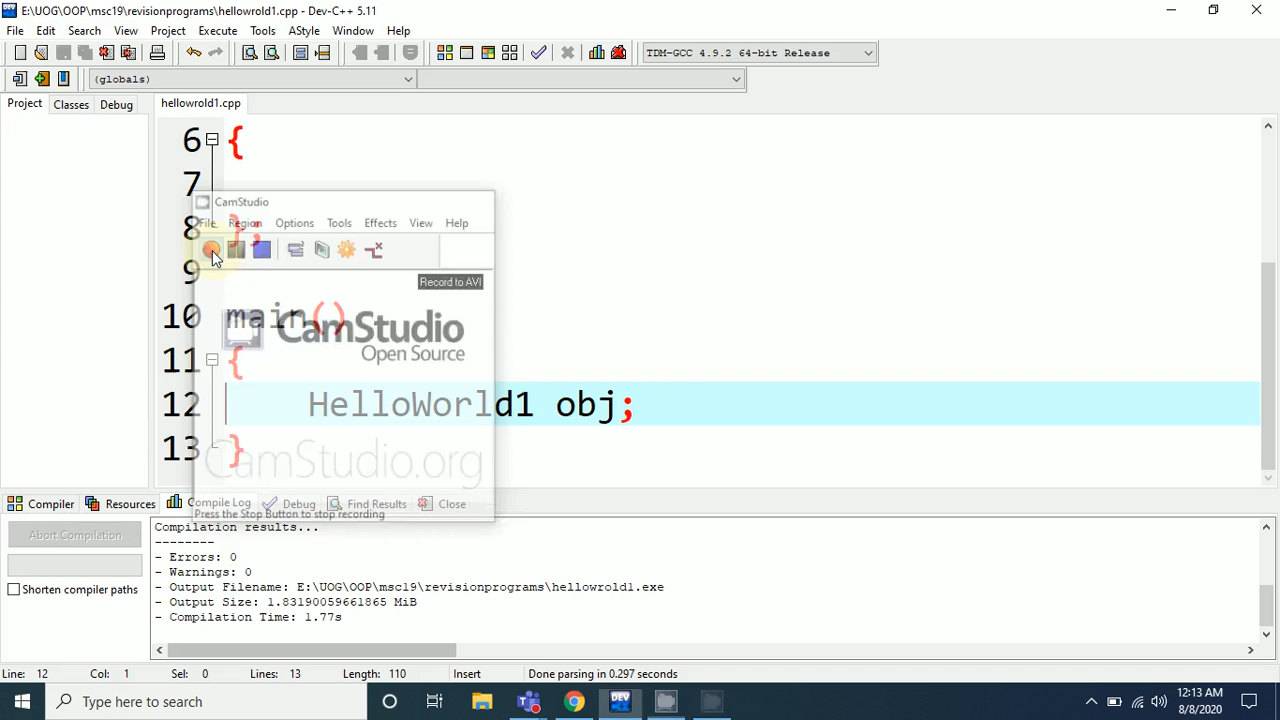 E:\UOG\OOP\msc19\revisionprograms\hellowrold1.cpp - Dev-C++ 5.11
File Edit Search View Project Execute Tools AStyle Window Help
TDM-GCC 4.9.2 64-bit Release
(globals)
Project Classes Debug
hellowrold1.cpp
6 {
7
CamStudio
File Region Options Tools Effects View Help
8 };
9
Record to AVI
10 main()
CamStudio
Open Source
11 {
12 HelloWorld1 obj;
13 }
CamStudio.org
Compiler Resources Compile Log Debug Find Results Close
Press the Stop Button to stop recording
Compilation results...
--------
- Errors: 0
- Warnings: 0
- Output Filename: E:\UOG\OOP\msc19\revisionprograms\hellowrold1.exe
- Output Size: 1.83190059661865 MiB
- Compilation Time: 1.77s
Abort Compilation
Shorten compiler paths
Line: 12 Col: 1 Sel: 0 Lines: 13 Length: 110 Insert Done parsing in 0.297 seconds
Type here to search
DEV
12:13 AM
8/8/2020